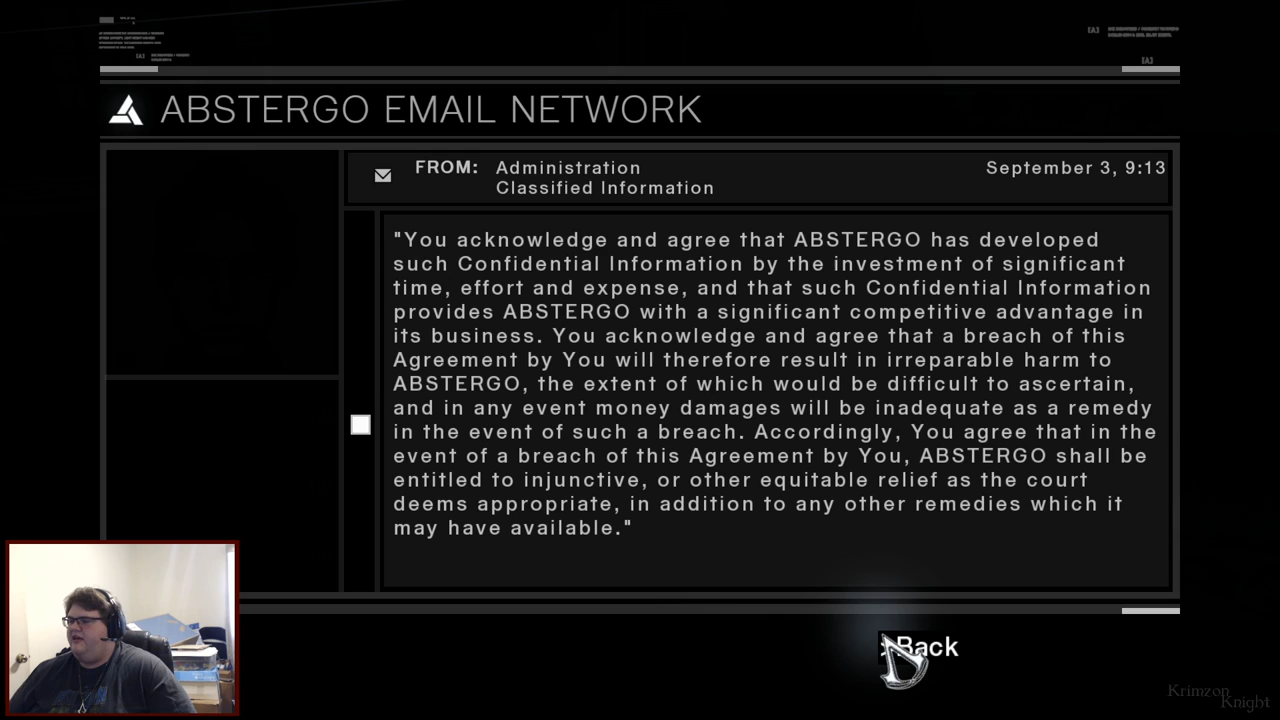 ABSTERGO EMAIL NETWORK
FROM: Administration
September 3, 9:13
Classified Information
"You acknowledge and agree that ABSTERGO has developed
such Confidential Information by the investment of significant
time, effort and expense, and that such Confidential Information
provides ABSTERGO with a significant competitive advantage in
its business. You acknowledge and agree that a breach of this
Agreement by You will therefore result in irreparable harm to
ABSTERGO, the extent of which would be difficult to ascertain,
and in any event money damages will be inadequate as a remedy
in the event of such a breach. Accordingly, You agree that in the
event of a breach of this Agreement by You, ABSTERGO shall be
entitled to injunctive, or other equitable relief as the court
deems appropriate, in addition to any other remedies which it
may have available."
Back
Krimzon
Knight